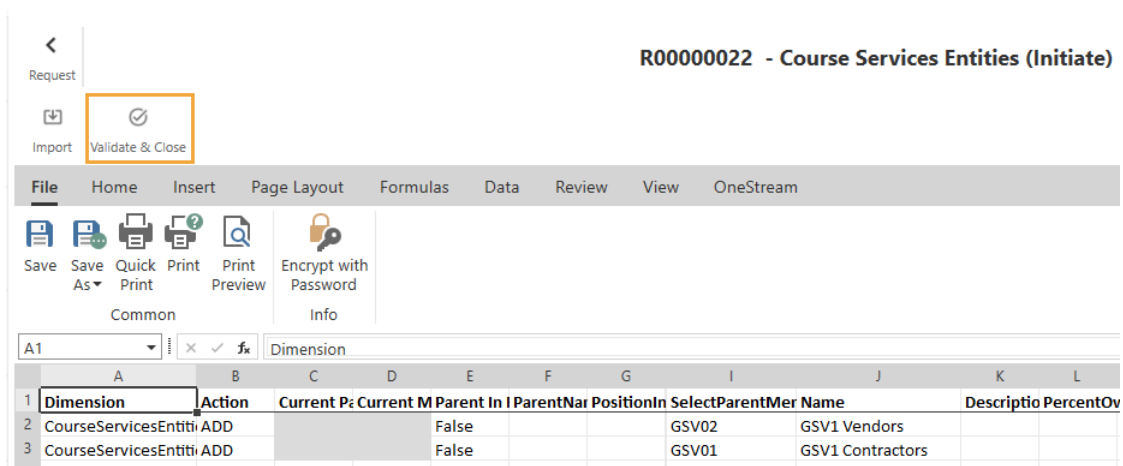 Request
R00000022 - Course Services Entities (Initiate)
Import Validate & Close
File Home Insert Page Layout Formulas Data Review View OneStream
Save Save As Quick Print Print Print Preview Encrypt with Password
Common Info
A1 fx Dimension
A B C D E F G I J K L
1 Dimension Action Current Pa Current M Parent In ParentNar PositionIn SelectParentMer Name Descriptio PercentOw
2 CourseServicesEntiti ADD False GSV02 GSV1 Vendors
3 CourseServicesEntiti ADD False GSV01 GSV1 Contractors